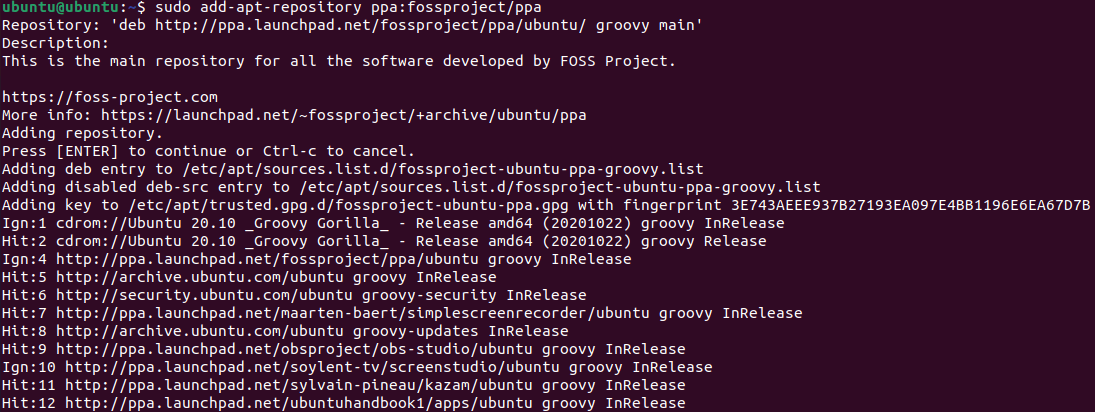 ubuntu@ubuntu:~$ sudo add-apt-repository ppa:fossproject/ppa
Repository: 'deb http://ppa.launchpad.net/fossproject/ppa/ubuntu/ groovy main'
Description:
This is the main repository for all the software developed by FOSS Project.

https://foss-project.com
More info: https://launchpad.net/~fossproject/+archive/ubuntu/ppa
Adding repository.
Press [ENTER] to continue or Ctrl-c to cancel.
Adding deb entry to /etc/apt/sources.list.d/fossproject-ubuntu-ppa-groovy.list
Adding disabled deb-src entry to /etc/apt/sources.list.d/fossproject-ubuntu-ppa-groovy.list
Adding key to /etc/apt/trusted.gpg.d/fossproject-ubuntu-ppa.gpg with fingerprint 3E743AEEE937B27193EA097E4BB1196E6EA67D7B
Ign:1 cdrom://Ubuntu 20.10 _Groovy Gorilla_ - Release amd64 (20201022) groovy InRelease
Hit:2 cdrom://Ubuntu 20.10 _Groovy Gorilla_ - Release amd64 (20201022) groovy Release
Ign:4 http://ppa.launchpad.net/fossproject/ppa/ubuntu groovy InRelease
Hit:5 http://archive.ubuntu.com/ubuntu groovy InRelease
Hit:6 http://security.ubuntu.com/ubuntu groovy-security InRelease
Hit:7 http://ppa.launchpad.net/maarten-baert/simplescreenrecorder/ubuntu groovy InRelease
Hit:8 http://archive.ubuntu.com/ubuntu groovy-updates InRelease
Hit:9 http://ppa.launchpad.net/obsproject/obs-studio/ubuntu groovy InRelease
Ign:10 http://ppa.launchpad.net/soylent-tv/screenstudio/ubuntu groovy InRelease
Hit:11 http://ppa.launchpad.net/sylvain-pineau/kazam/ubuntu groovy InRelease
Hit:12 http://ppa.launchpad.net/ubuntuhandbook1/apps/ubuntu groovy InRelease